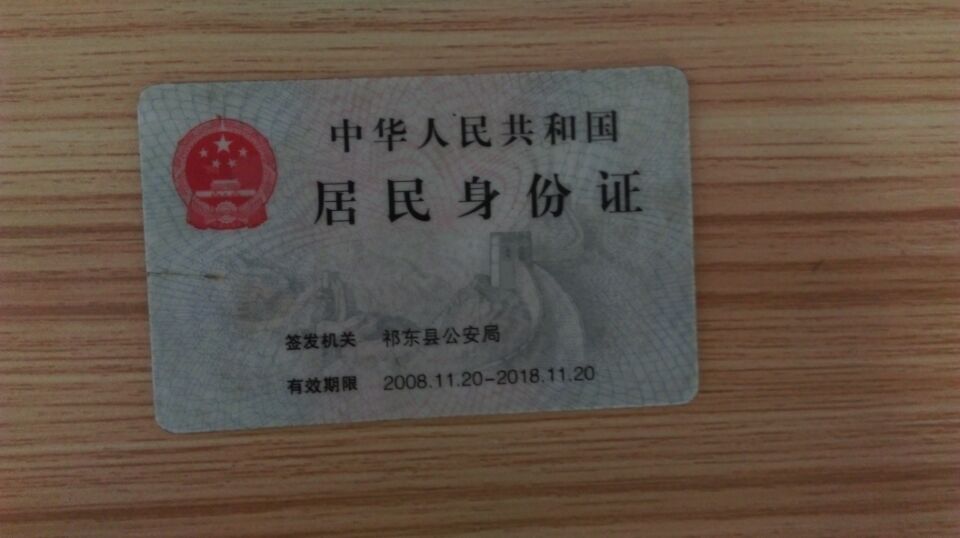 中华人民共和国
居民身份证
签发机关 祁东县公安局
有效期限 2008.11.20-2018.11.20